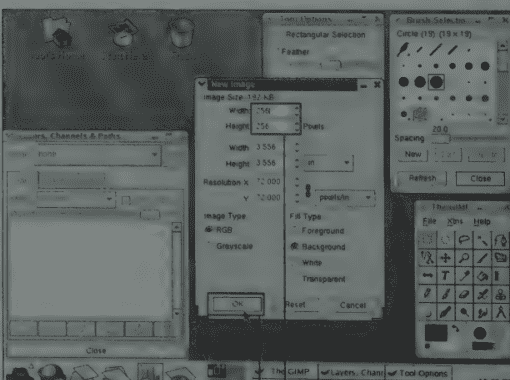 Tool Options
Rectangular Selection
Feather
Brush Selection
Circle (19) (19 x 19)
Spacing
20.0
New
Refresh
Close
New Image
Image Size: 192 KB
Width: 256
Height: 256 Pixels
Width 3.556
Height 3.556 in
Resolution X 72.000
Y 72.000 pixels/in
Image Type
RGB
Grayscale
Fill Type
Foreground
Background
White
Transparent
OK
Reset
Cancel
Layers, Channels & Paths
none
Close
File Xtns Help
The GIMP
Layers, Chann
Tool Options